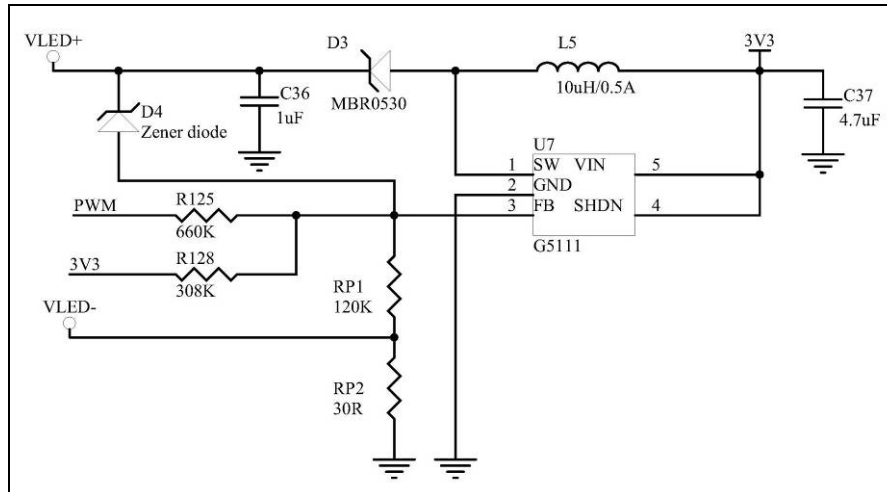 VLED+
D3
L5
3V3
MBR0530
10uH/0.5A
C36
1uF
C37
4.7uF
D4
Zener diode
U7
1 SW VIN 5
2 GND
3 FB SHDN 4
G5111
PWM
R125
660K
3V3
R128
308K
VLED-
RP1
120K
RP2
30R